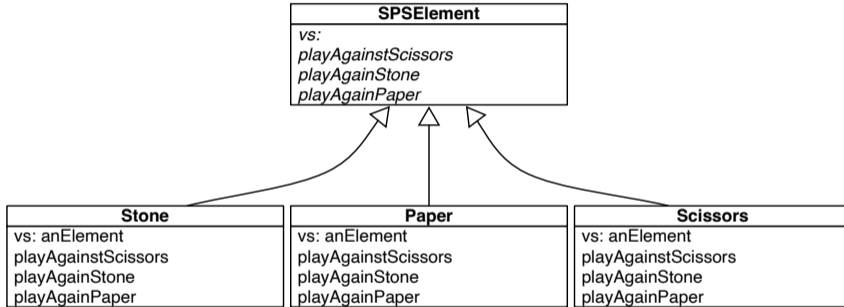 SPSElement
vs:
playAgainstScissors
playAgainStone
playAgainPaper
Stone
vs: anElement
playAgainstScissors
playAgainStone
playAgainPaper
Paper
vs: anElement
playAgainstScissors
playAgainStone
playAgainPaper
Scissors
vs: anElement
playAgainstScissors
playAgainStone
playAgainPaper